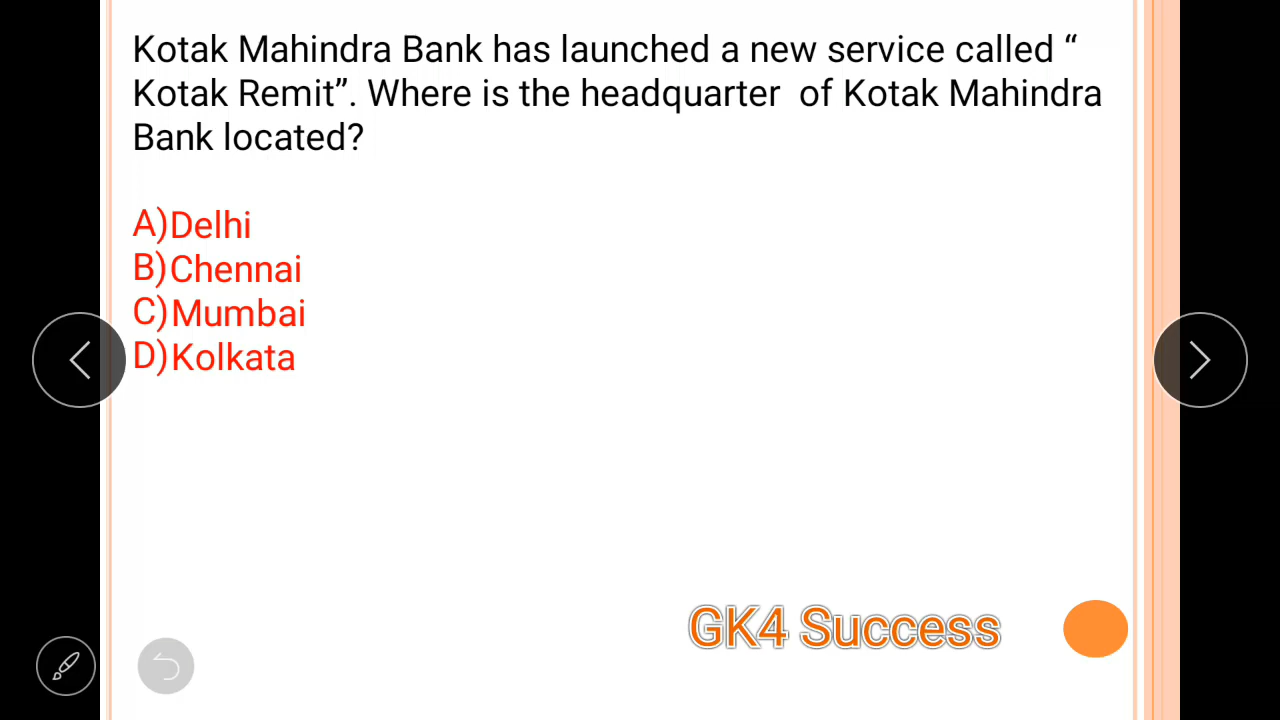 Kotak Mahindra Bank has launched a new service called “
Kotak Remit”. Where is the headquarter  of Kotak Mahindra
Bank located?
A)Delhi
B)Chennai
C)Mumbai
D)Kolkata
GK4 Success